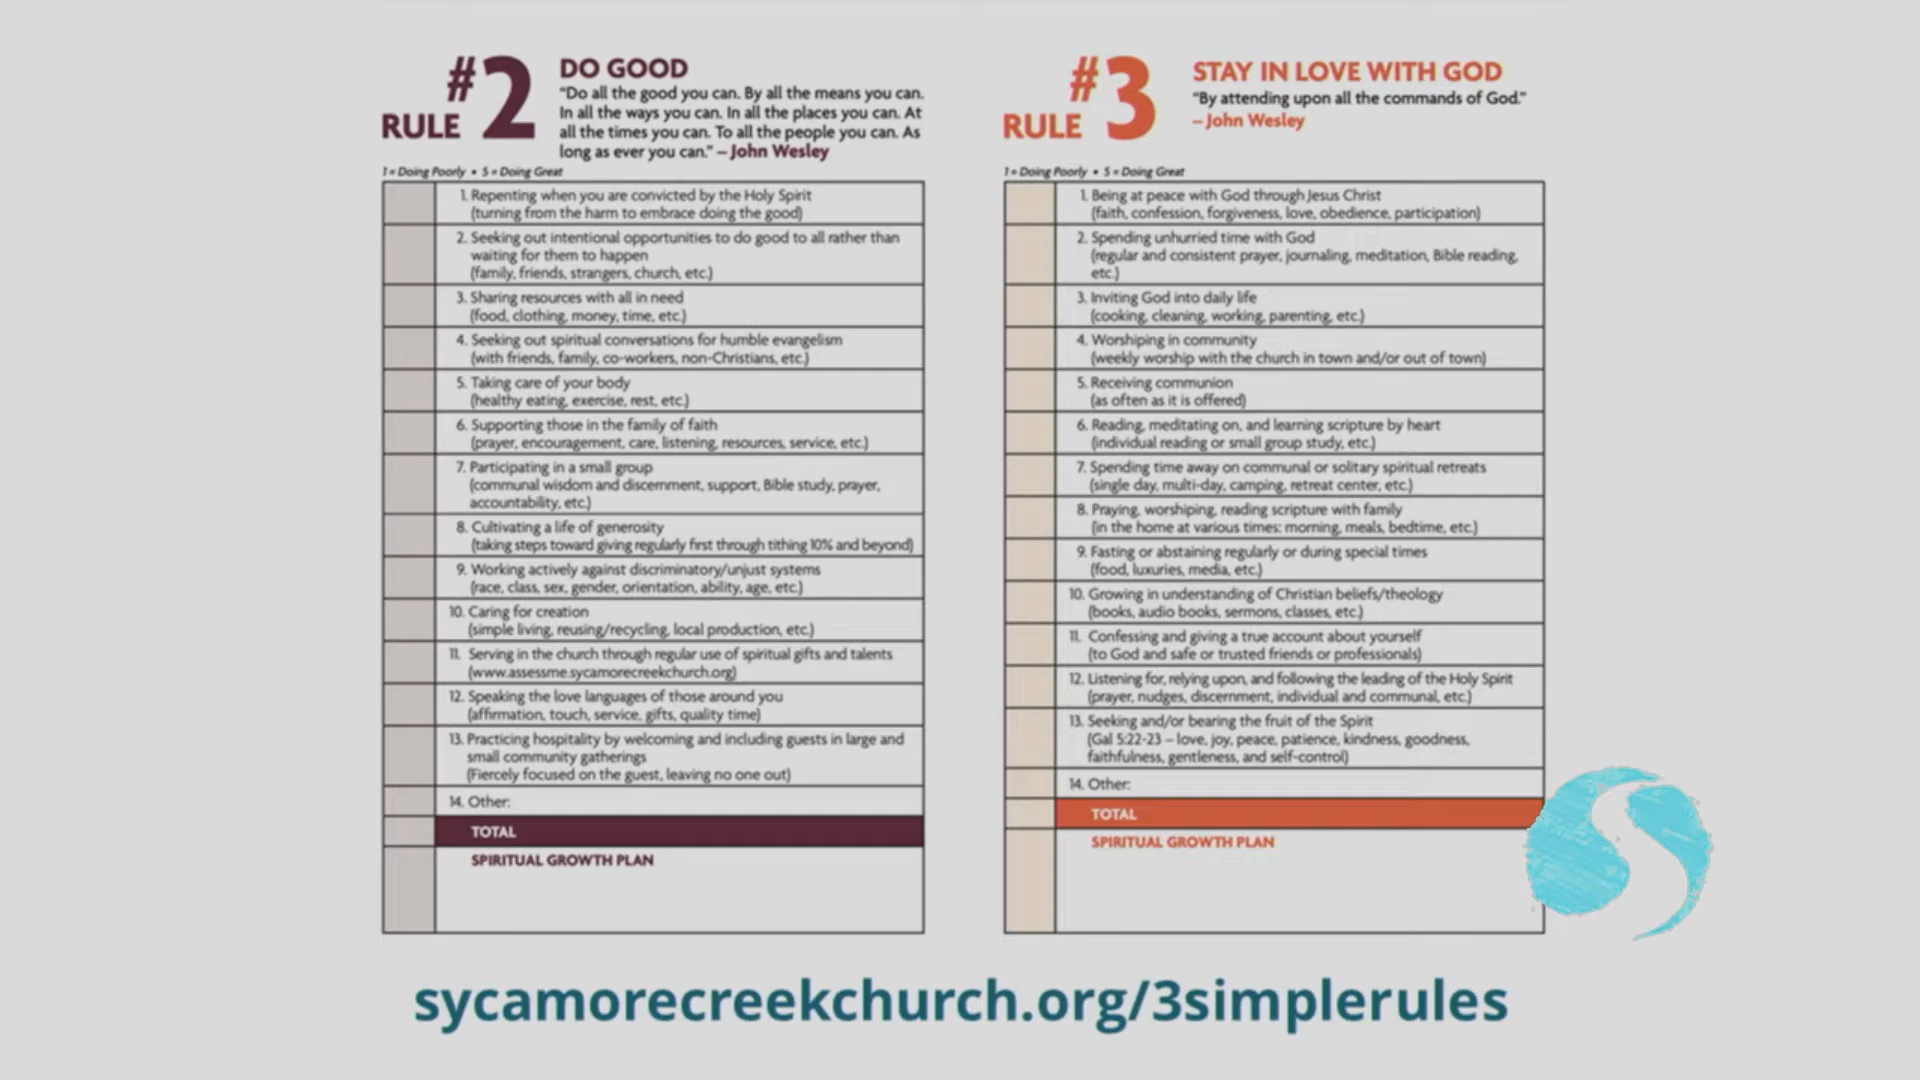 RULE #2
DO GOOD
"Do all the good you can. By all the means you can.
In all the ways you can. In all the places you can. At
all the times you can. To all the people you can. As
long as ever you can." – John Wesley
1 = Doing Poorly • 5 = Doing Great
1. Repenting when you are convicted by the Holy Spirit
(turning from the harm to embrace doing the good)
2. Seeking out intentional opportunities to do good to all rather than
waiting for them to happen
(family, friends, strangers, church, etc.)
3. Sharing resources with all in need
(food, clothing, money, time, etc.)
4. Seeking out spiritual conversations for humble evangelism
(with friends, family, co-workers, non-Christians, etc.)
5. Taking care of your body
(healthy eating, exercise, rest, etc.)
6. Supporting those in the family of faith
(prayer, encouragement, care, listening, resources, service, etc.)
7. Participating in a small group
(communal wisdom and discernment, support, Bible study, prayer,
accountability, etc.)
8. Cultivating a life of generosity
(taking steps toward giving regularly first through tithing 10% and beyond)
9. Working actively against discriminatory/unjust systems
(race, class, sex, gender, orientation, ability, age, etc.)
10. Caring for creation
(simple living, reusing/recycling, local production, etc.)
11. Serving in the church through regular use of spiritual gifts and talents
(www.assessme.sycamorecreekchurch.org)
12. Speaking the love languages of those around you
(affirmation, touch, service, gifts, quality time)
13. Practicing hospitality by welcoming and including guests in large and
small community gatherings
(Fiercely focused on the guest, leaving no one out)
14. Other:
TOTAL
SPIRITUAL GROWTH PLAN
RULE #3
STAY IN LOVE WITH GOD
"By attending upon all the commands of God."
– John Wesley
1 = Doing Poorly • 5 = Doing Great
1. Being at peace with God through Jesus Christ
(faith, confession, forgiveness, love, obedience, participation)
2. Spending unhurried time with God
(regular and consistent prayer, journaling, meditation, Bible reading,
etc.)
3. Inviting God into daily life
(cooking, cleaning, working, parenting, etc.)
4. Worshiping in community
(weekly worship with the church in town and/or out of town)
5. Receiving communion
(as often as it is offered)
6. Reading, meditating on, and learning scripture by heart
(individual reading or small group study, etc.)
7. Spending time away on communal or solitary spiritual retreats
(single day, multi-day, camping, retreat center, etc.)
8. Praying, worshiping, reading scripture with family
(in the home at various times: morning, meals, bedtime, etc.)
9. Fasting or abstaining regularly or during special times
(food, luxuries, media, etc.)
10. Growing in understanding of Christian beliefs/theology
(books, audio books, sermons, classes, etc.)
11. Confessing and giving a true account about yourself
(to God and safe or trusted friends or professionals)
12. Listening for, relying upon, and following the leading of the Holy Spirit
(prayer, nudges, discernment, individual and communal, etc.)
13. Seeking and/or bearing the fruit of the Spirit
(Gal 5:22-23 – love, joy, peace, patience, kindness, goodness,
faithfulness, gentleness, and self-control)
14. Other:
TOTAL
SPIRITUAL GROWTH PLAN
sycamorecreekchurch.org/3simplerules